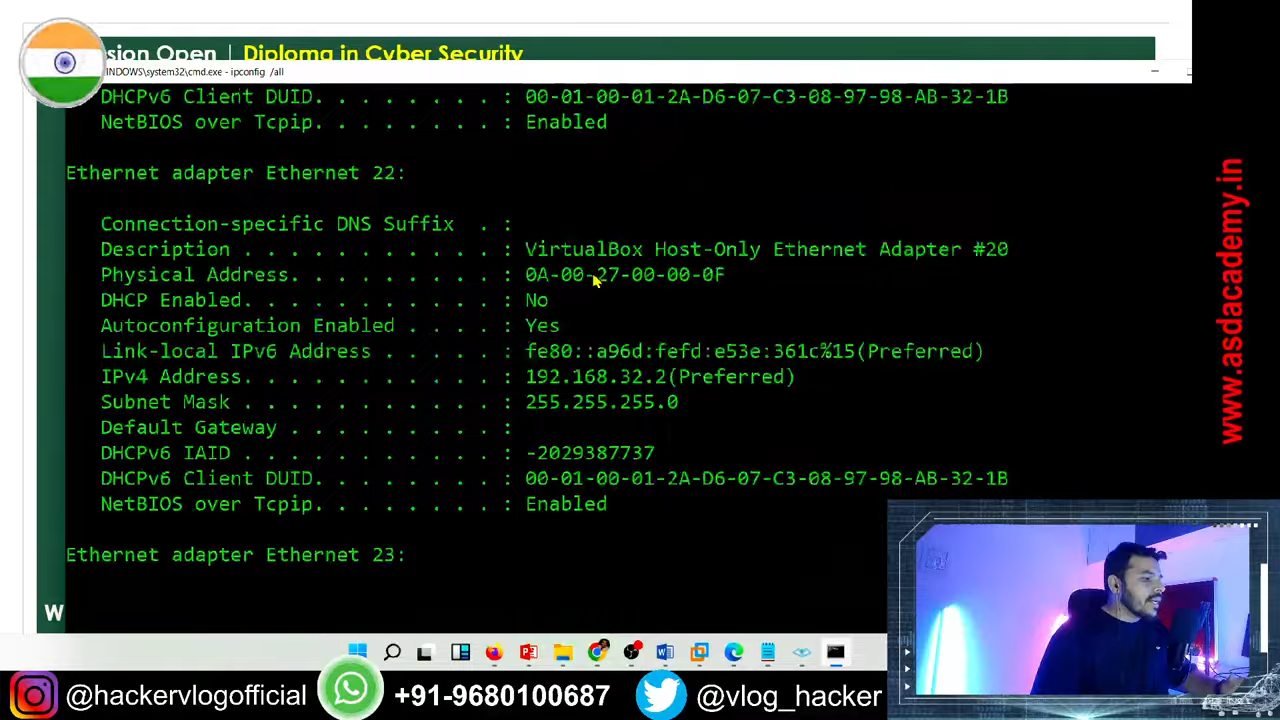 sion Open | Diploma in Cyber Security
INDOWS\system32\cmd.exe - ipconfig /all
DHCPv6 Client DUID. . . . . . . . : 00-01-00-01-2A-D6-07-C3-08-97-98-AB-32-1B
NetBIOS over Tcpip. . . . . . . . : Enabled
Ethernet adapter Ethernet 22:
Connection-specific DNS Suffix  . :
Description . . . . . . . . . . . : VirtualBox Host-Only Ethernet Adapter #20
Physical Address. . . . . . . . . : 0A-00-27-00-00-0F
DHCP Enabled. . . . . . . . . . . : No
Autoconfiguration Enabled . . . . : Yes
Link-local IPv6 Address . . . . . : fe80::a96d:fefd:e53e:361c%15(Preferred)
IPv4 Address. . . . . . . . . . . : 192.168.32.2(Preferred)
Subnet Mask . . . . . . . . . . . : 255.255.255.0
Default Gateway . . . . . . . . . :
DHCPv6 IAID . . . . . . . . . . . : -2029387737
DHCPv6 Client DUID. . . . . . . . : 00-01-00-01-2A-D6-07-C3-08-97-98-AB-32-1B
NetBIOS over Tcpip. . . . . . . . : Enabled
Ethernet adapter Ethernet 23:
W
www.asdacademy.in
@hackervlogofficial
+91-9680100687
@vlog_hacker